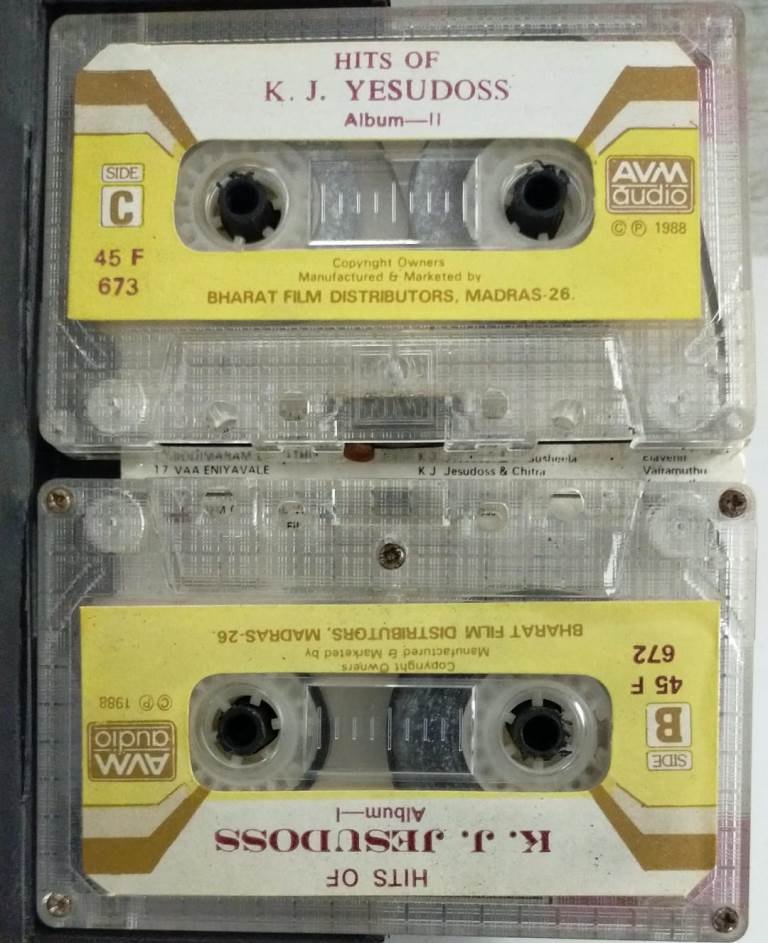 HITS OF
K. J. YESUDOSS
Album—II
SIDE
C
AVM
audio
© ℗ 1988
45 F
673
Copyright Owners
Manufactured & Marketed by
BHARAT FILM DISTRIBUTORS, MADRAS-26.
17 VAA ENIYAVALE K J Jesudoss & Chitra Vairamuthu
HITS OF
K. J. JESUDOSS
Album—I
SIDE
B
AVM
audio
© ℗ 1988
45 F
672
Copyright Owners
Manufactured & Marketed by
BHARAT FILM DISTRIBUTORS, MADRAS-26.